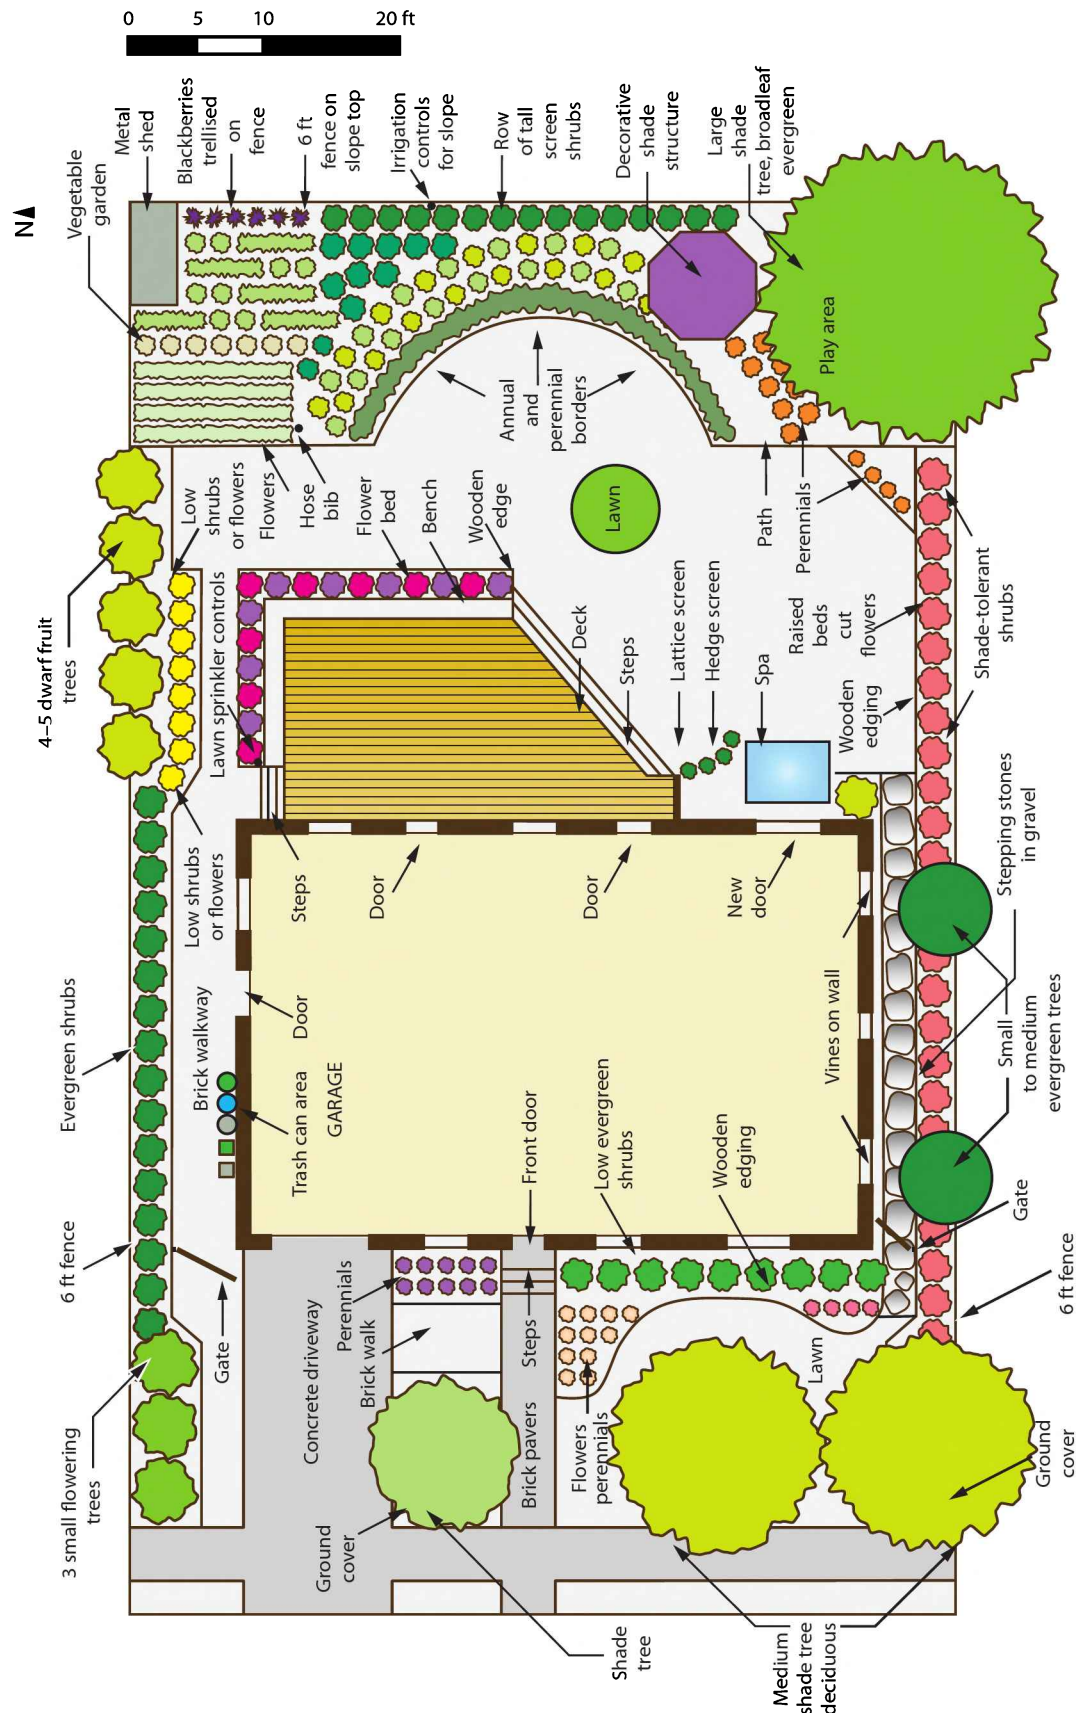 0
5
10
20 ft
N
Metal
shed
Blackberries
trellised
on
fence
6 ft
fence on
slope top
Irrigation
controls
for slope
Row
of tall
screen
shrubs
Decorative
shade
structure
Large
shade
tree, broadleaf
evergreen
Vegetable
garden
Play area
Annual
and
perennial
borders
Low
shrubs
or flowers
Flowers
Hose
bib
Flower
bed
Bench
Wooden
edge
Lawn
Path
Perennials
4–5 dwarf fruit
trees
Lawn sprinkler controls
Deck
Steps
Lattice screen
Hedge screen
Spa
Raised
beds
cut
flowers
Wooden
edging
Shade-tolerant
shrubs
Low shrubs
or flowers
Steps
Door
Door
New
door
Stepping stones
in gravel
Evergreen shrubs
Brick walkway
Door
Trash can area
GARAGE
Vines on wall
Small
to medium
evergreen trees
Front door
Low evergreen
shrubs
Wooden
edging
Gate
6 ft fence
6 ft fence
Gate
Concrete driveway
Perennials
Brick walk
Steps
Lawn
3 small flowering
trees
Brick pavers
Flowers
perennials
Ground
cover
Ground
cover
Shade
tree
Medium
shade tree
deciduous